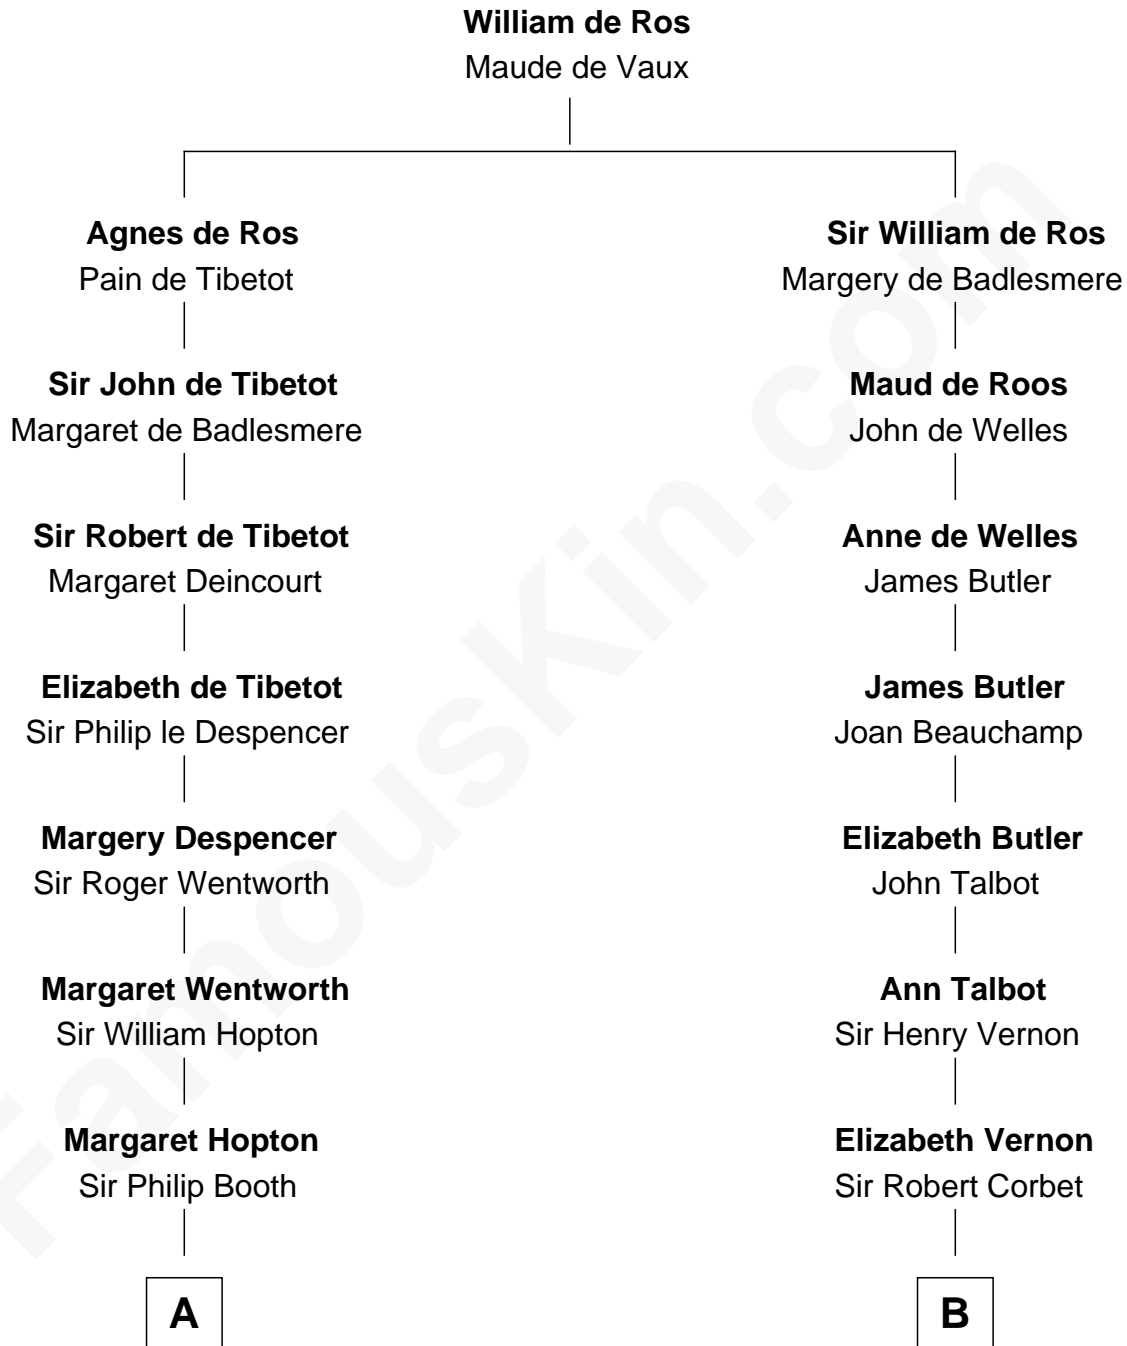 William de Ros
Maude de Vaux
Agnes de Ros
Pain de Tibetot
Sir William de Ros
Margery de Badlesmere
Sir John de Tibetot
Margaret de Badlesmere
Maud de Roos
John de Welles
Sir Robert de Tibetot
Margaret Deincourt
Anne de Welles
James Butler
Elizabeth de Tibetot
Sir Philip le Despencer
James Butler
Joan Beauchamp
Margery Despencer
Sir Roger Wentworth
Elizabeth Butler
John Talbot
Margaret Wentworth
Sir William Hopton
Ann Talbot
Sir Henry Vernon
Margaret Hopton
Sir Philip Booth
Elizabeth Vernon
Sir Robert Corbet
A
B
FamousKin.com